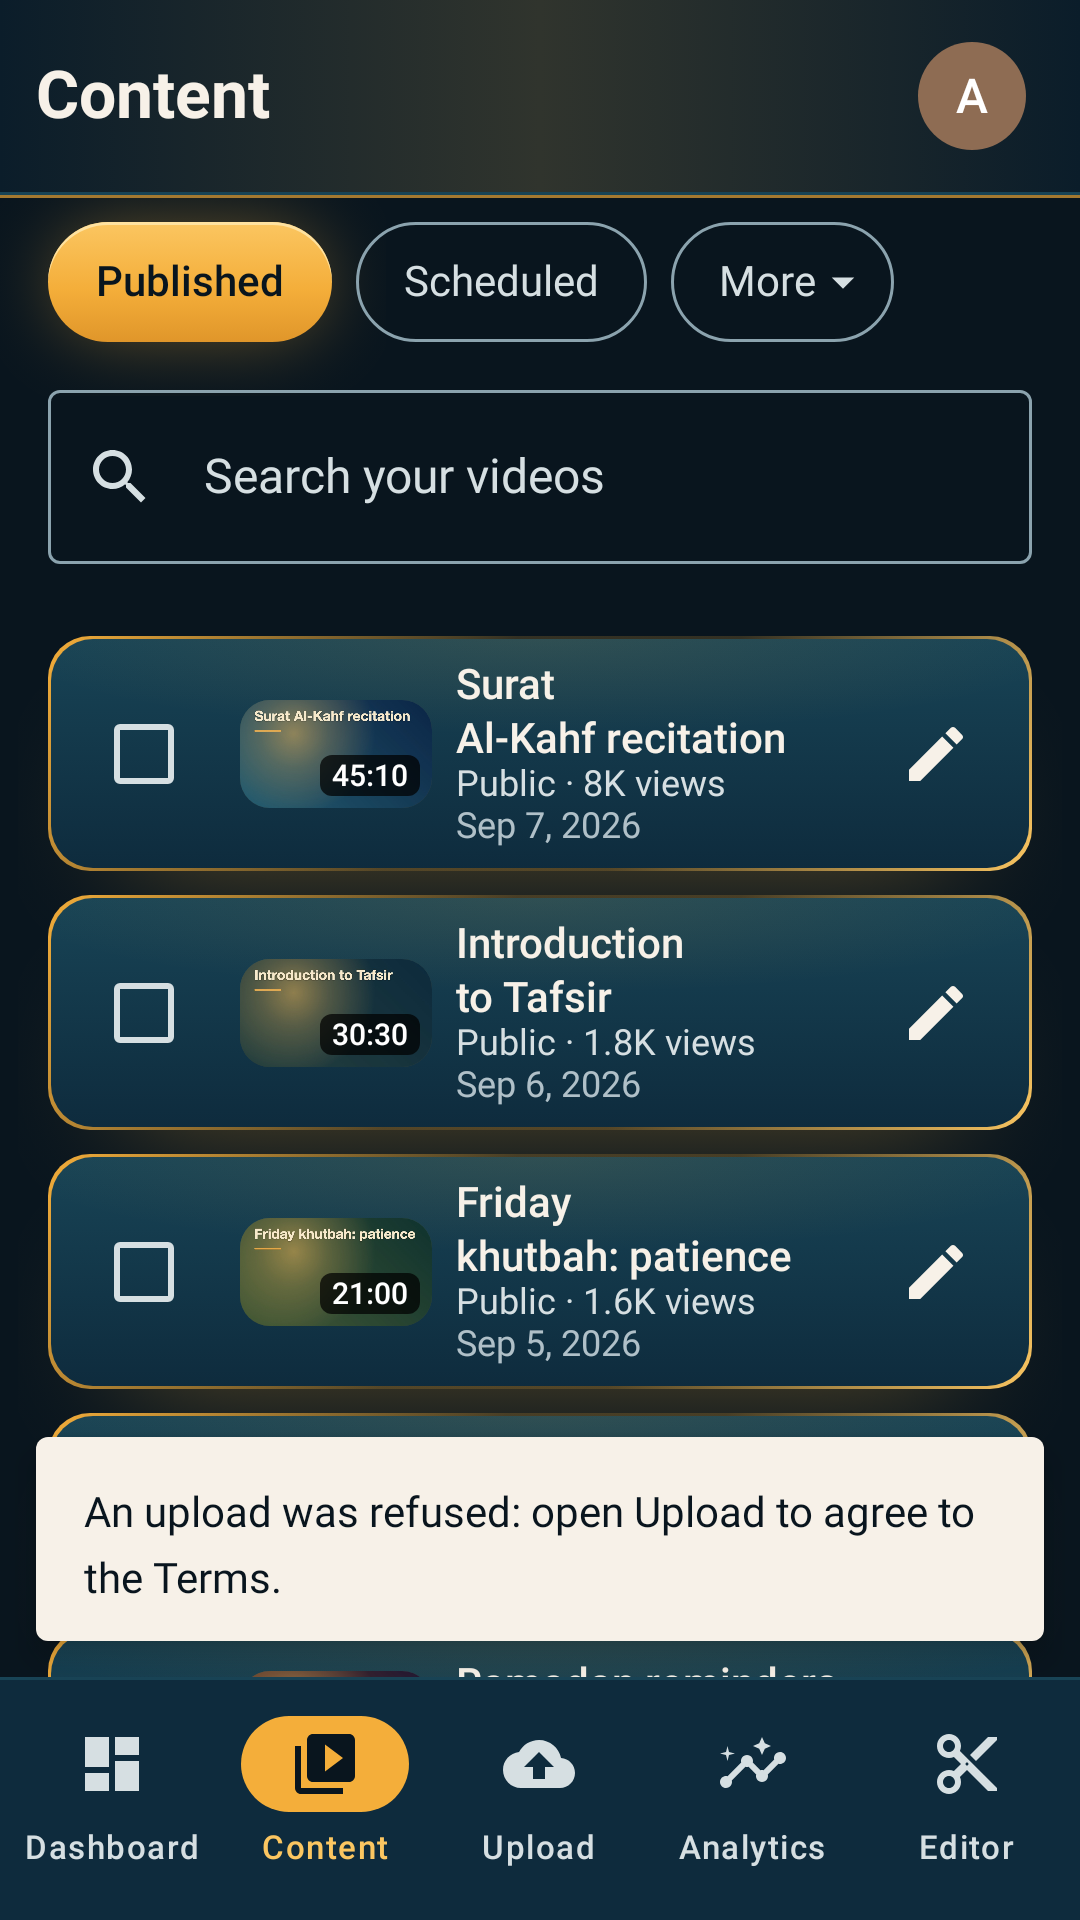 Content
A
Published
Scheduled
More
Search your videos
Surat Al-Kahf recitation
45:10
Surat
Al-Kahf recitation
Public · 8K views
Sep 7, 2026
Introduction to Tafsir
30:30
Introduction
to Tafsir
Public · 1.8K views
Sep 6, 2026
Friday khutbah: patience
21:00
Friday
khutbah: patience
Public · 1.6K views
Sep 5, 2026
An upload was refused: open Upload to agree to
the Terms.
Ramadan reminders
Dashboard
Content
Upload
Analytics
Editor